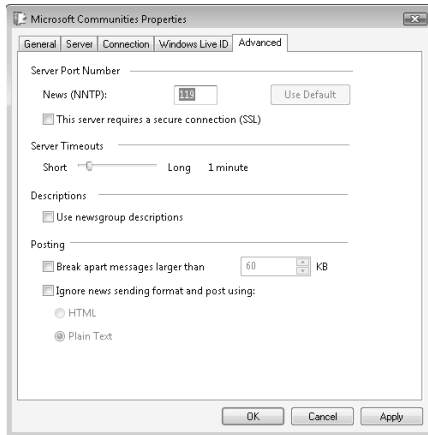 Microsoft Communities Properties
General Server Connection Windows Live ID Advanced
Server Port Number
News (NNTP): 119 Use Default
This server requires a secure connection (SSL)
Server Timeouts
Short Long 1 minute
Descriptions
Use newsgroup descriptions
Posting
Break apart messages larger than 60 KB
Ignore news sending format and post using:
HTML
Plain Text
OK Cancel Apply